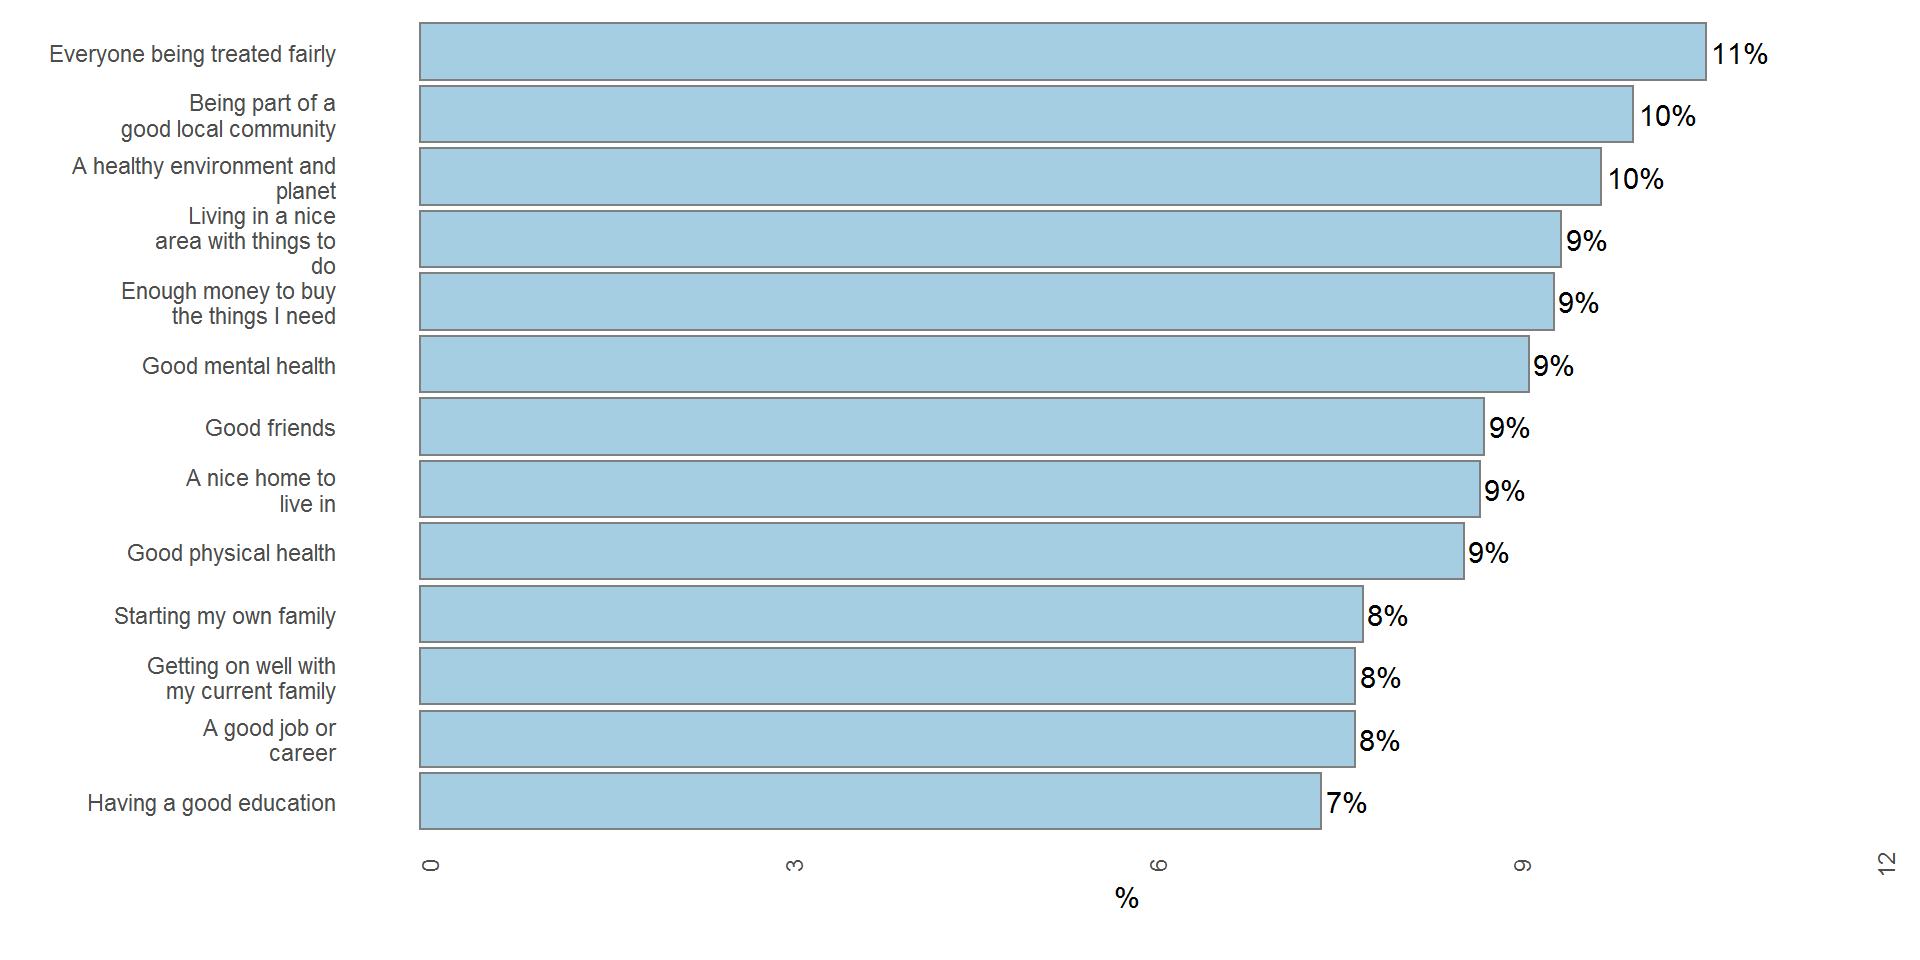 Everyone being treated fairly
11%
Being part of a
good local community
10%
A healthy environment and
planet
10%
Living in a nice
area with things to
do
9%
Enough money to buy
the things I need
9%
Good mental health
9%
Good friends
9%
A nice home to
live in
9%
Good physical health
9%
Starting my own family
8%
Getting on well with
my current family
8%
A good job or
career
8%
Having a good education
7%
0
3
6
9
12
%